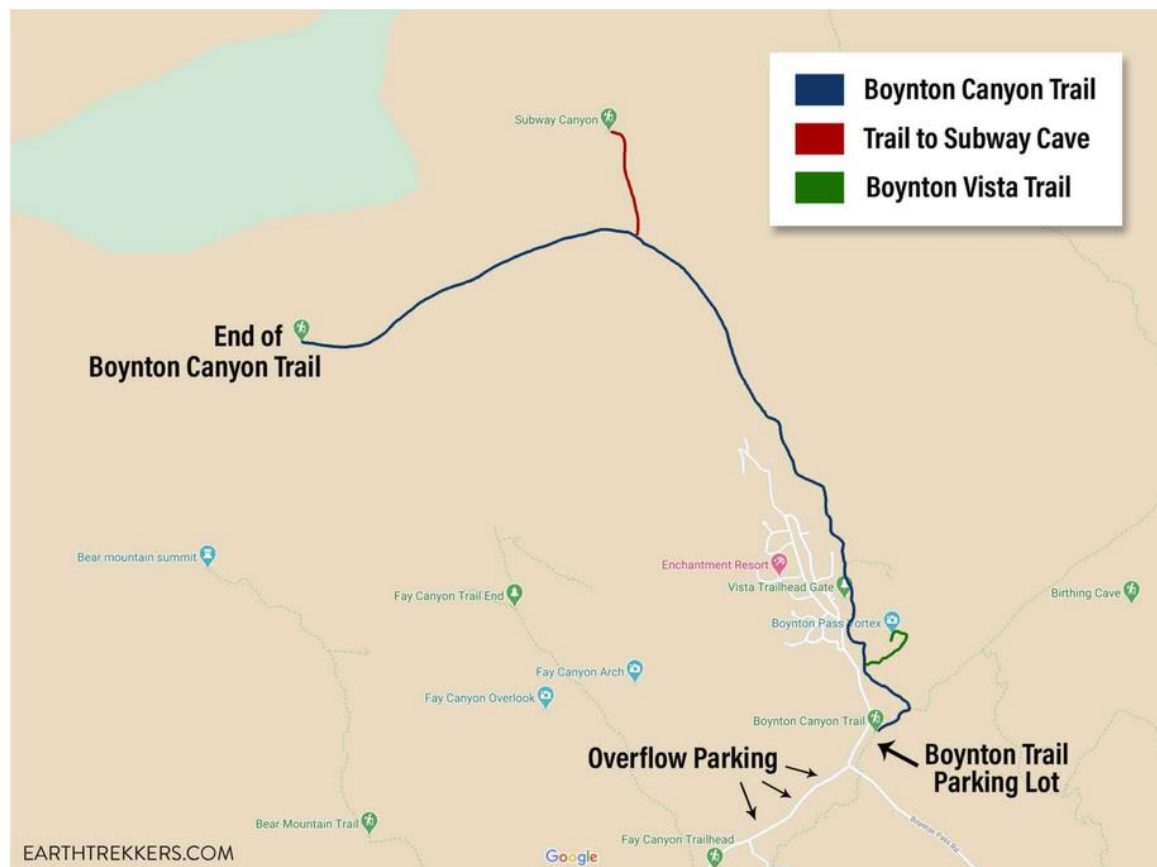 Boynton Canyon Trail
Trail to Subway Cave
Boynton Vista Trail
Subway Canyon
End of
Boynton Canyon Trail
Bear mountain summit
Fay Canyon Trail End
Enchantment Resort
Vista Trailhead Gate
Boynton Pass Vortex
Birthing Cave
Fay Canyon Arch
Fay Canyon Overlook
Boynton Canyon Trail
Overflow Parking
Boynton Trail
Parking Lot
Bear Mountain Trail
Fay Canyon Trailhead
Boynton Pass Rd
EARTHTREKKERS.COM
Google